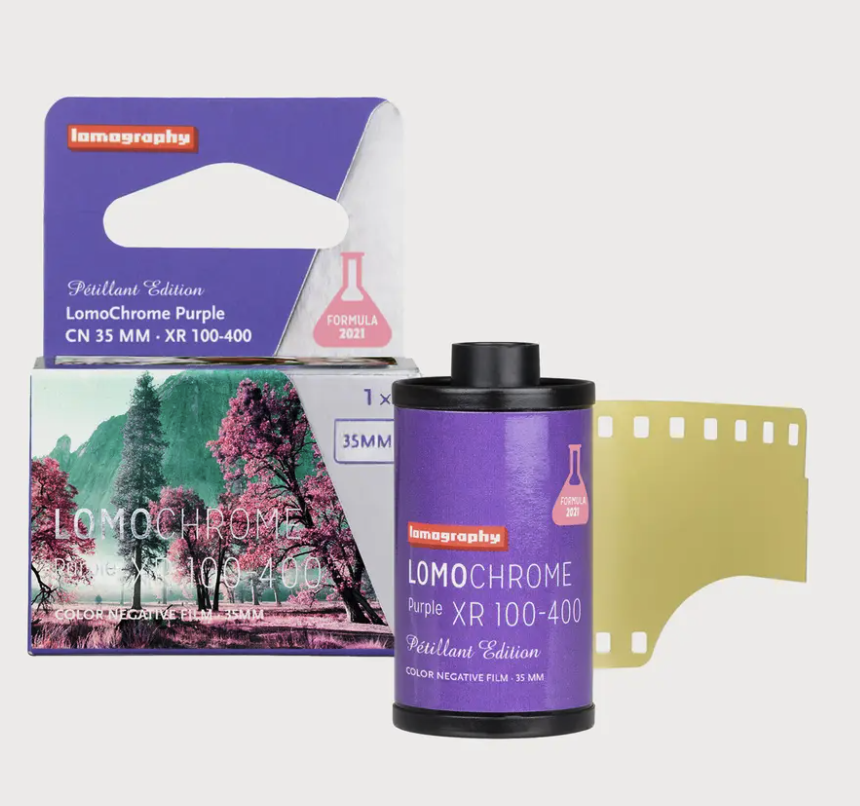 lomography
Pétillant Edition
LomoChrome Purple
CN 35 MM · XR 100-400
FORMULA
2021
1x
35MM
LOMOCHROME
Purple XR 100-400
COLOR NEGATIVE FILM · 35MM
FORMULA
2021
lomography
LOMOCHROME
Purple XR 100-400
Pétillant Edition
COLOR NEGATIVE FILM · 35 MM